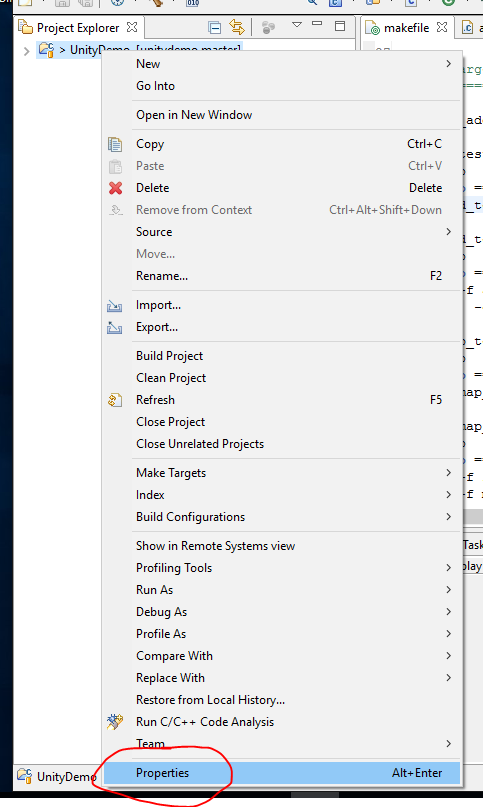 010
Project Explorer
makefile
> UnityDemo [unitydemo master]
New
Go Into
Open in New Window
Copy Ctrl+C
Paste Ctrl+V
Delete Delete
Remove from Context Ctrl+Alt+Shift+Down
Source
Move...
Rename... F2
Import...
Export...
Build Project
Clean Project
Refresh F5
Close Project
Close Unrelated Projects
Make Targets
Index
Build Configurations
Show in Remote Systems view
Profiling Tools
Run As
Debug As
Profile As
Compare With
Replace With
Restore from Local History...
Run C/C++ Code Analysis
Team
Properties Alt+Enter
UnityDemo